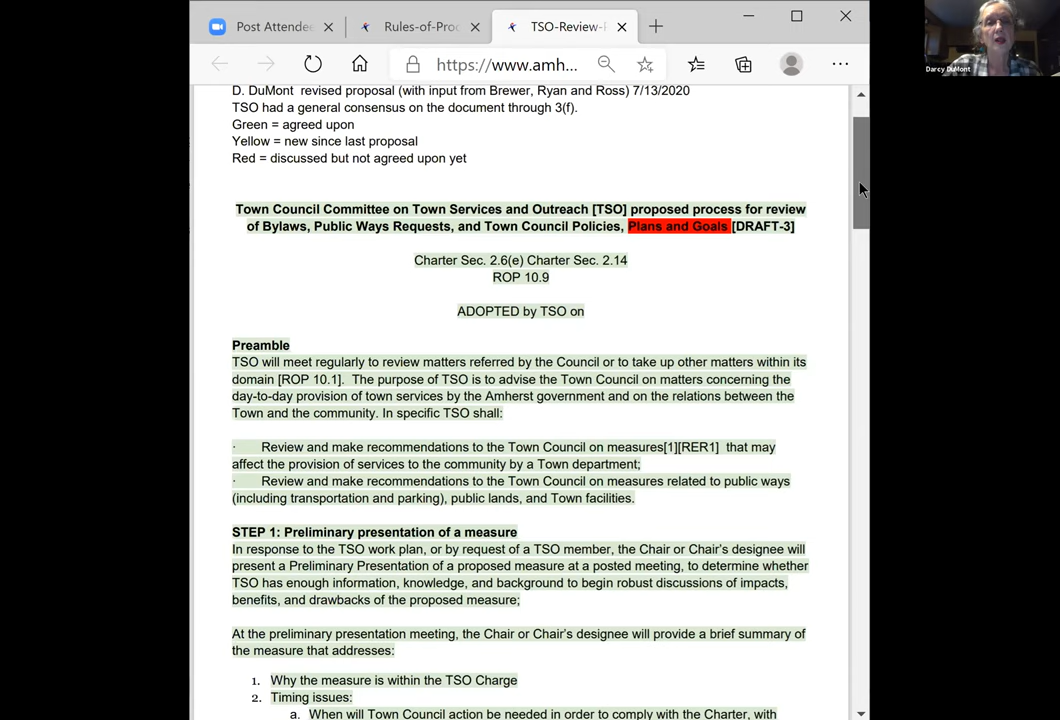 Post Attende
Rules-of-Proc
TSO-Review-F
https://www.amh...
Darcy DuMont
D. DuMont revised proposal (with input from Brewer, Ryan and Ross) 7/13/2020
TSO had a general consensus on the document through 3(f).
Green = agreed upon
Yellow = new since last proposal
Red = discussed but not agreed upon yet
Town Council Committee on Town Services and Outreach [TSO] proposed process for review
of Bylaws, Public Ways Requests, and Town Council Policies, Plans and Goals [DRAFT-3]
Charter Sec. 2.6(e) Charter Sec. 2.14
ROP 10.9
ADOPTED by TSO on
Preamble
TSO will meet regularly to review matters referred by the Council or to take up other matters within its
domain [ROP 10.1]. The purpose of TSO is to advise the Town Council on matters concerning the
day-to-day provision of town services by the Amherst government and on the relations between the
Town and the community. In specific TSO shall:
· Review and make recommendations to the Town Council on measures[1][RER1] that may
affect the provision of services to the community by a Town department;
· Review and make recommendations to the Town Council on measures related to public ways
(including transportation and parking), public lands, and Town facilities.
STEP 1: Preliminary presentation of a measure
In response to the TSO work plan, or by request of a TSO member, the Chair or Chair's designee will
present a Preliminary Presentation of a proposed measure at a posted meeting, to determine whether
TSO has enough information, knowledge, and background to begin robust discussions of impacts,
benefits, and drawbacks of the proposed measure;
At the preliminary presentation meeting, the Chair or Chair's designee will provide a brief summary of
the measure that addresses:
1. Why the measure is within the TSO Charge
2. Timing issues:
a. When will Town Council action be needed in order to comply with the Charter, with